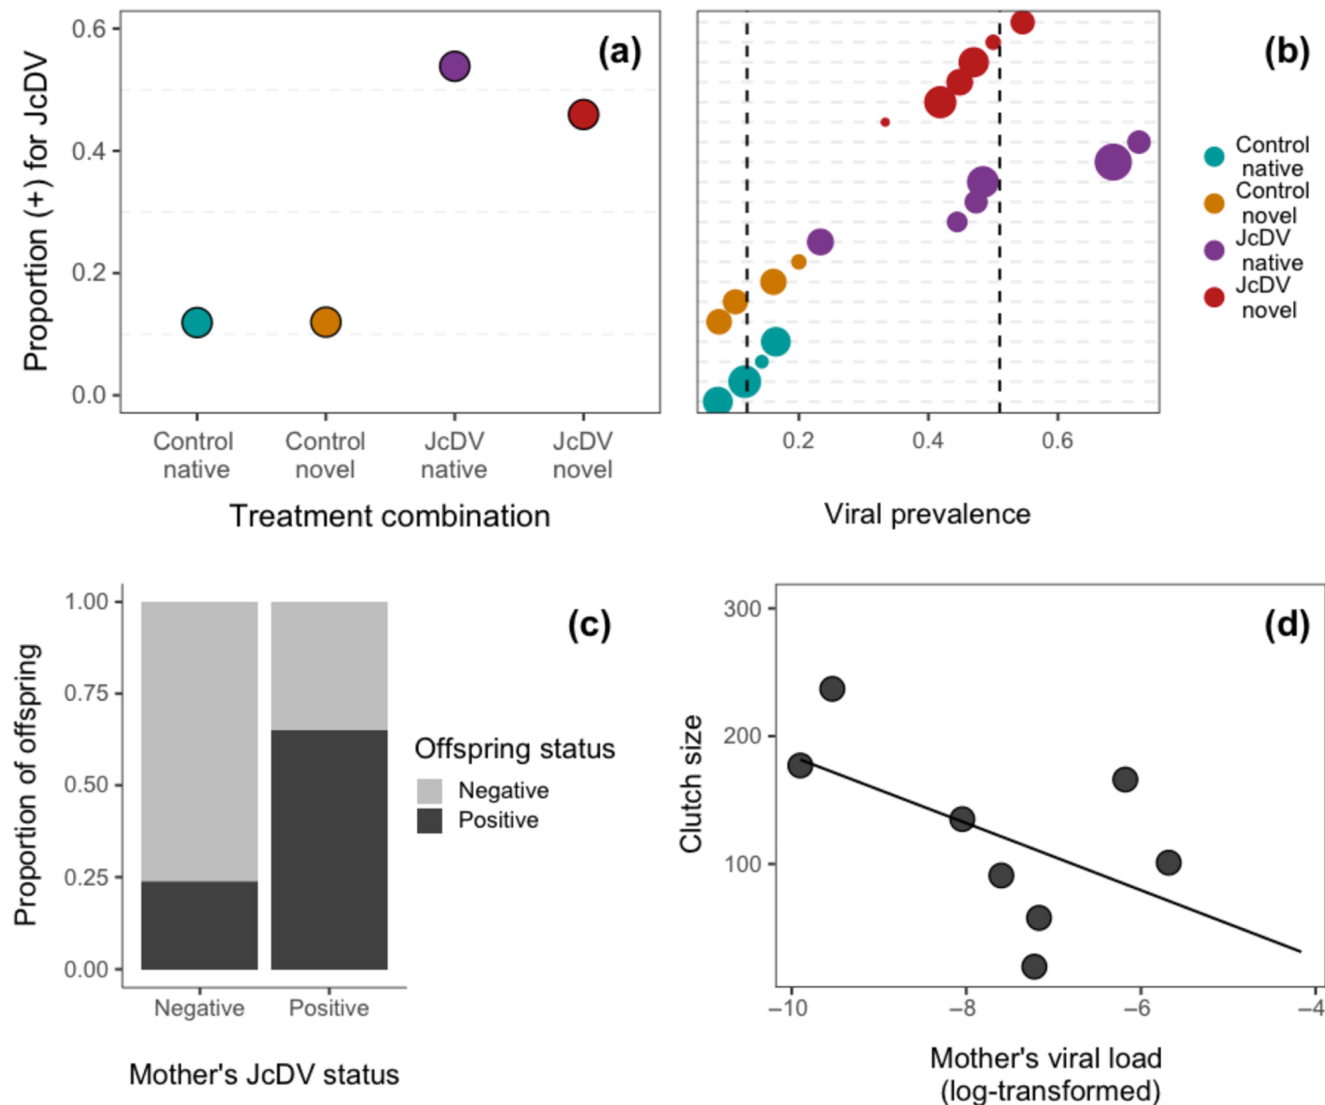 Proportion (+) for JcDV
0.6
0.4
0.2
0.0
(a)
Control
native
Control
novel
JcDV
native
JcDV
novel
Treatment combination
(b)
0.2
0.4
0.6
Viral prevalence
Control
native
Control
novel
JcDV
native
JcDV
novel
Proportion of offspring
1.00
0.75
0.50
0.25
0.00
(c)
Negative
Positive
Mother's JcDV status
Offspring status
Negative
Positive
Clutch size
300
200
100
(d)
−10
−8
−6
−4
Mother's viral load
(log-transformed)